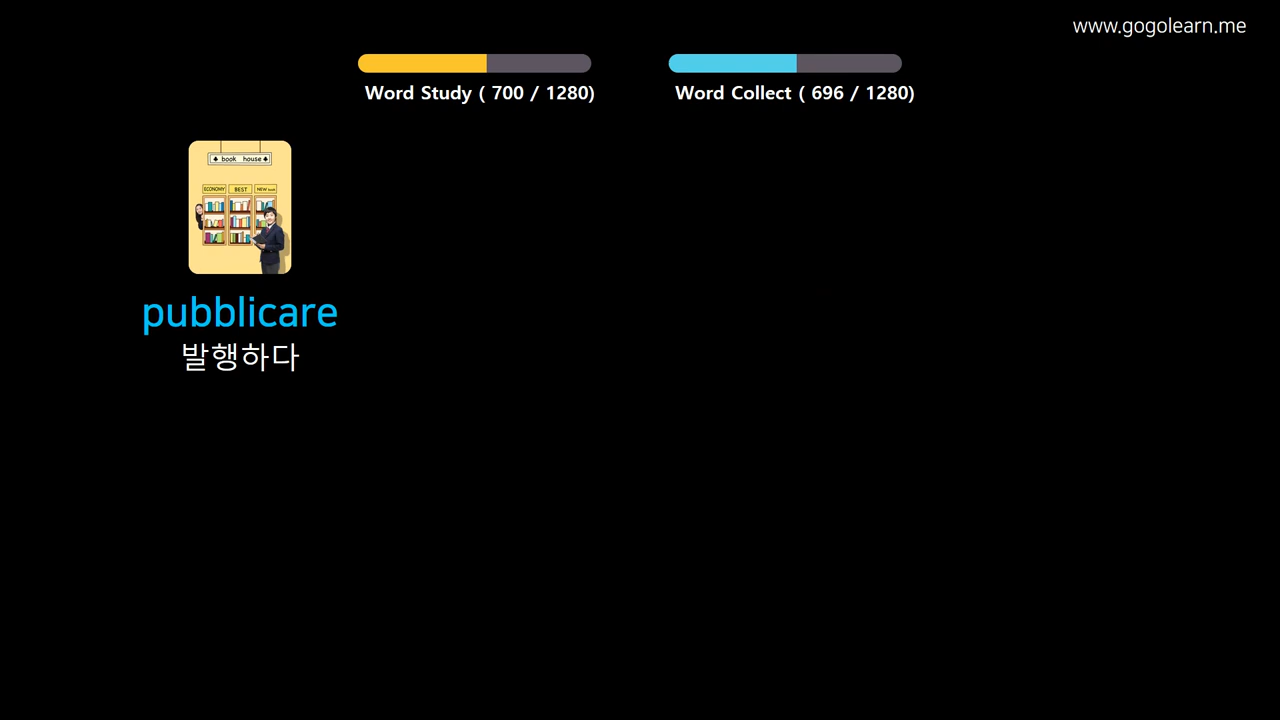 www.gogolearn.me
Word Study ( 700 / 1280)
Word Collect ( 696 / 1280)
book house
ECONOMY
BEST
NEW book
pubblicare
발행하다